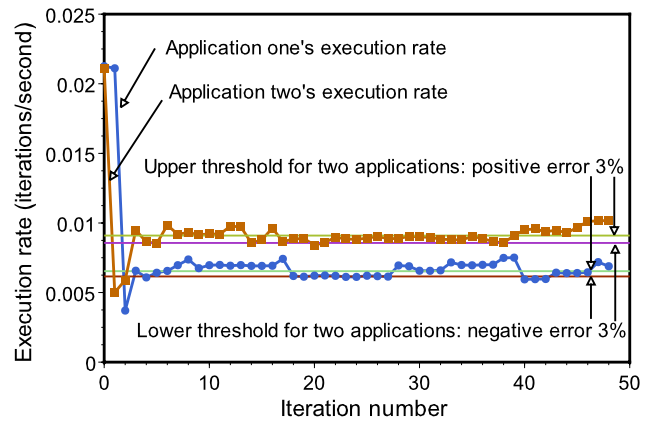 0.025
Application one's execution rate
0.02
Application two's execution rate
0.015
Upper threshold for two applications: positive error 3%
0.01
0.005
Lower threshold for two applications: negative error 3%
0
0 10 20 30 40 50
Iteration number
Execution rate (iterations/second)